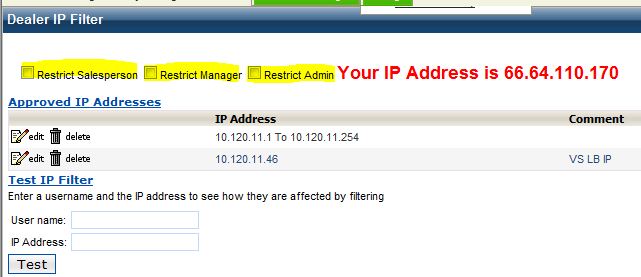 Dealer IP Filter
Restrict Salesperson Restrict Manager Restrict Admin Your IP Address is 66.64.110.170
Approved IP Addresses
IP Address Comment
edit delete 10.120.11.1 To 10.120.11.254
edit delete 10.120.11.46 VS LB IP
Test IP Filter
Enter a username and the IP address to see how they are affected by filtering
User name:
IP Address:
Test